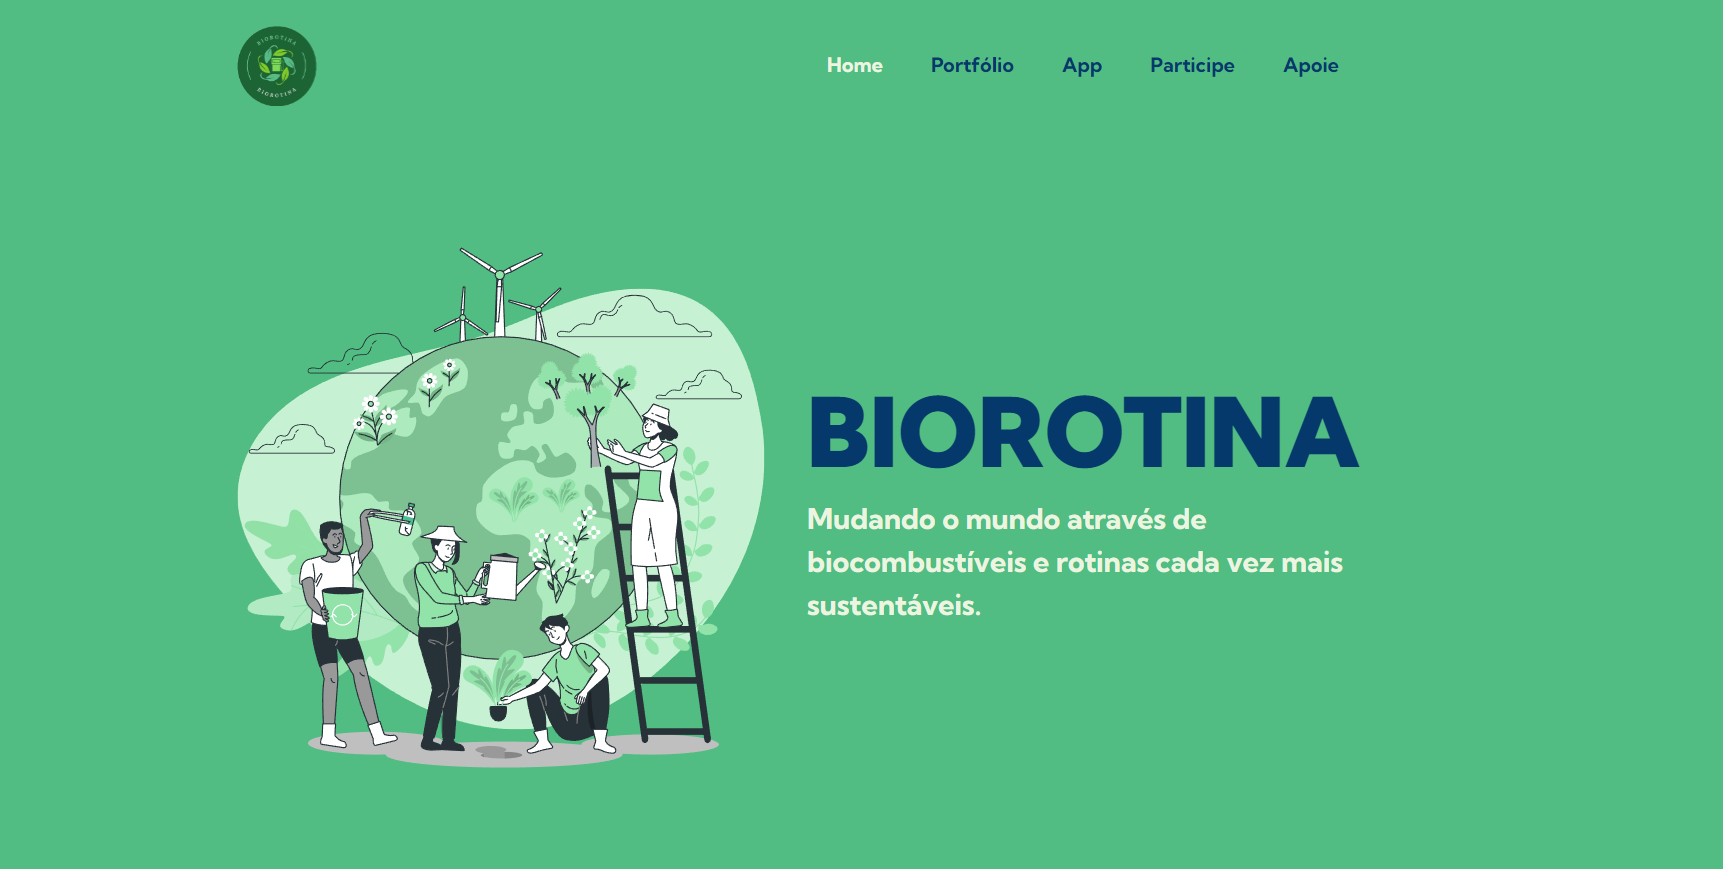 BIOROTINA
BIOROTINA
Home
Portfólio
App
Participe
Apoie
BIOROTINA
Mudando o mundo através de
biocombustíveis e rotinas cada vez mais
sustentáveis.